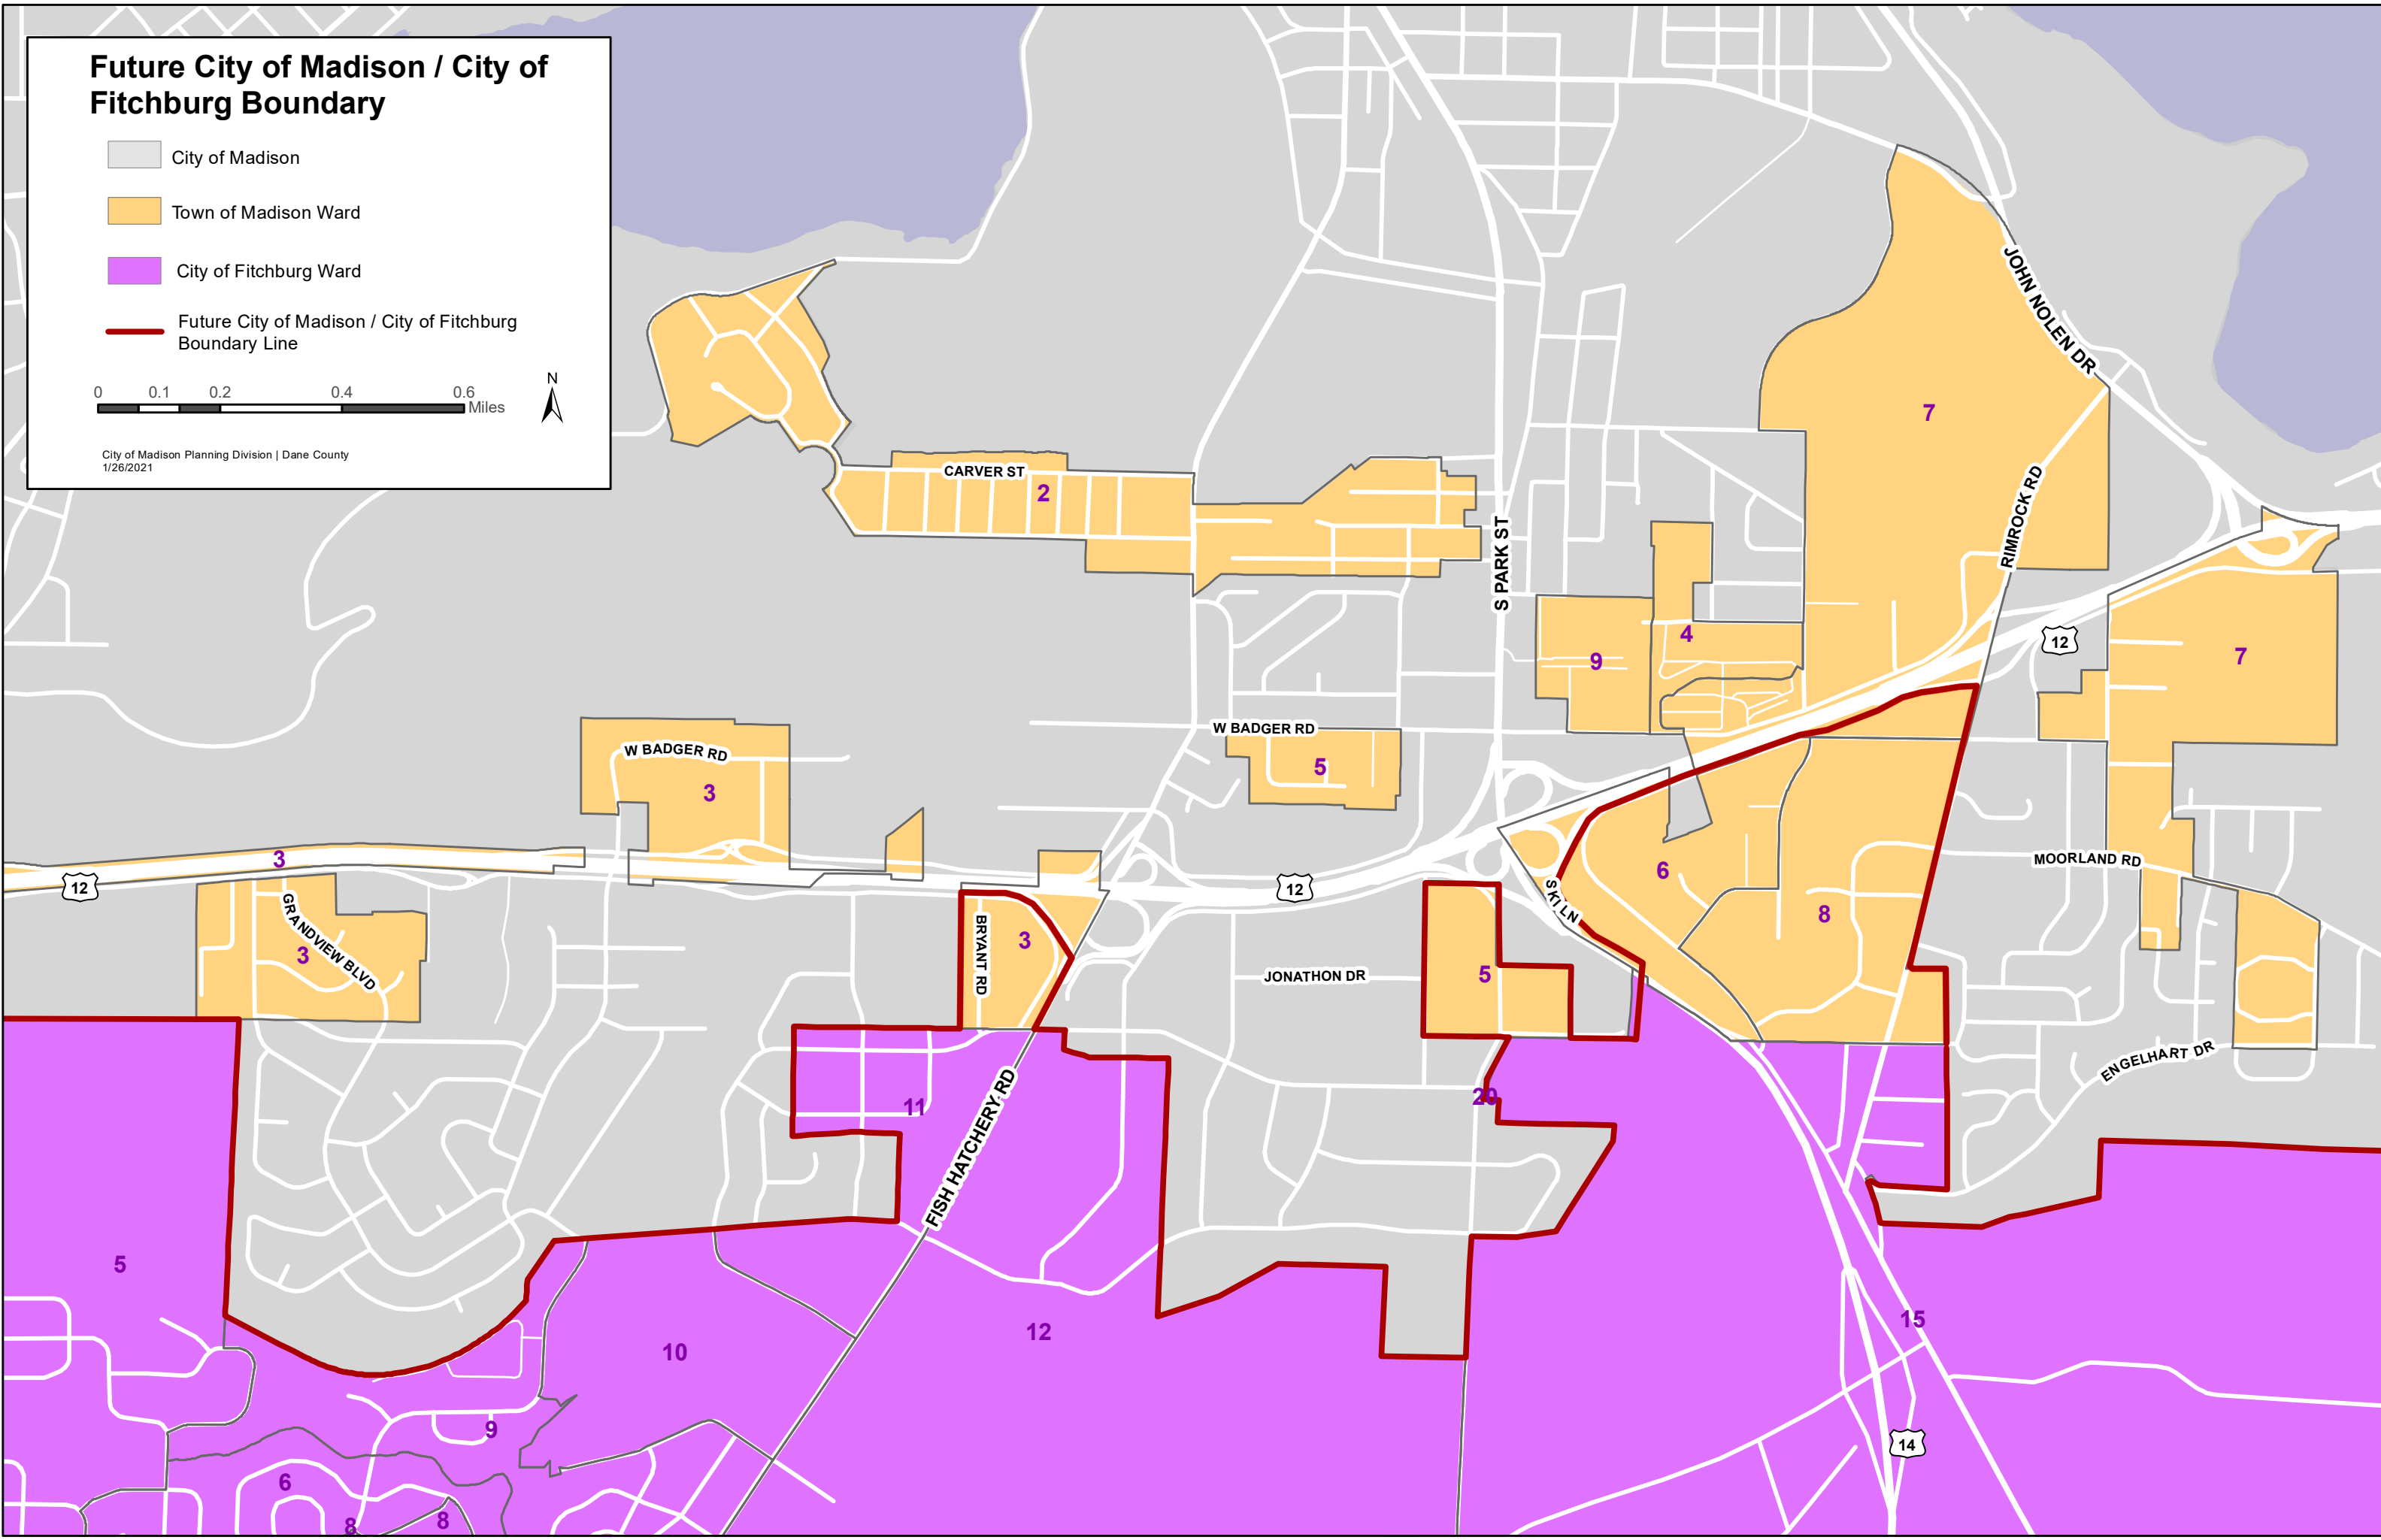 Future City of Madison / City of
Fitchburg Boundary
City of Madison
Town of Madison Ward
City of Fitchburg Ward
Future City of Madison / City of Fitchburg
Boundary Line
0 0.1 0.2 0.4 0.6
Miles
N
City of Madison Planning Division | Dane County
1/26/2021
JOHN NOLEN DR
7
CARVER ST
2
RIMROCK RD
S PARK ST
4
12
9
7
W BADGER RD
W BADGER RD
5
3
3
12
12
MOORLAND RD
6
S KI LN
8
GRANDVIEW BLVD
3
BRYANT RD
3
5
JONATHON DR
ENGELHART DR
20
11
FISH HATCHERY RD
5
15
12
10
9
14
6
8
8